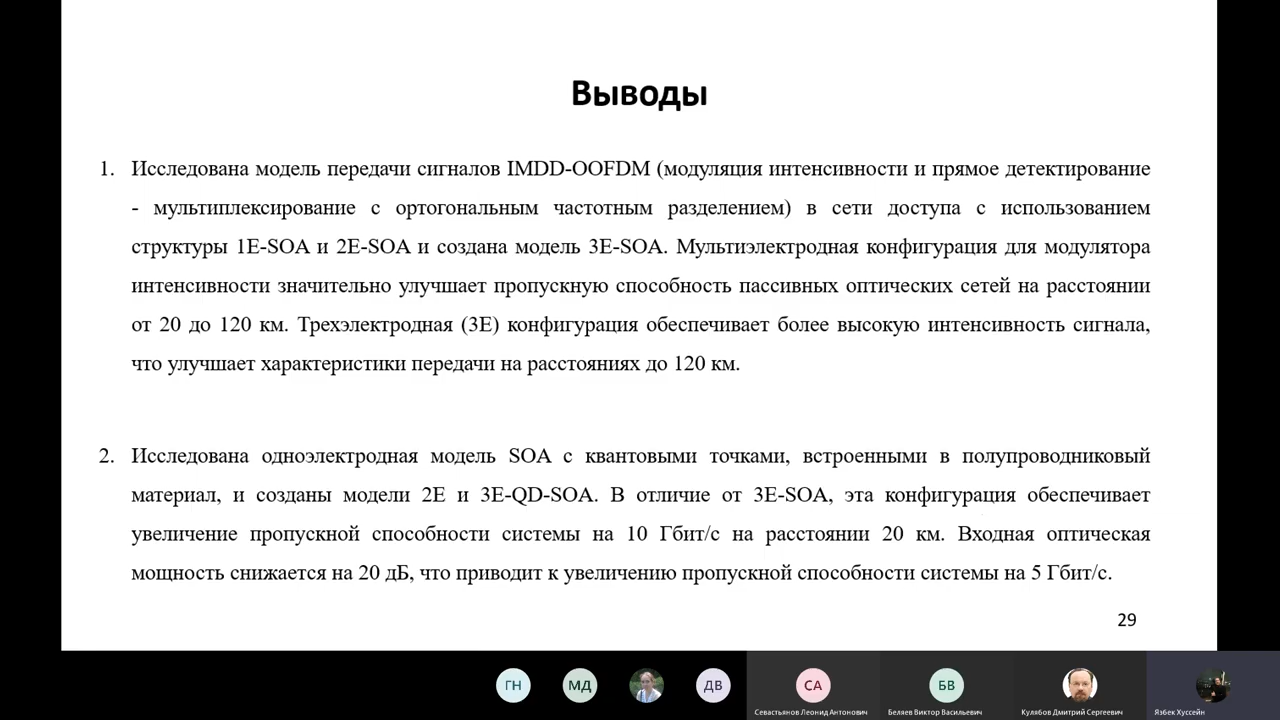 Выводы
1. Исследована модель передачи сигналов IMDD-OOFDM (модуляция интенсивности и прямое детектирование
- мультиплексирование с ортогональным частотным разделением) в сети доступа с использованием
структуры 1E-SOA и 2E-SOA и создана модель 3E-SOA. Мультиэлектродная конфигурация для модулятора
интенсивности значительно улучшает пропускную способность пассивных оптических сетей на расстоянии
от 20 до 120 км. Трехэлектродная (3E) конфигурация обеспечивает более высокую интенсивность сигнала,
что улучшает характеристики передачи на расстояниях до 120 км.
2. Исследована одноэлектродная модель SOA с квантовыми точками, встроенными в полупроводниковый
материал, и созданы модели 2E и 3E-QD-SOA. В отличие от 3E-SOA, эта конфигурация обеспечивает
увеличение пропускной способности системы на 10 Гбит/с на расстоянии 20 км. Входная оптическая
мощность снижается на 20 дБ, что приводит к увеличению пропускной способности системы на 5 Гбит/с.
29
ГН МД ДВ СА БВ
Севастьянов Леонид Антонович Беляев Виктор Васильевич Кулябов Дмитрий Сергеевич Язбек Хуссейн